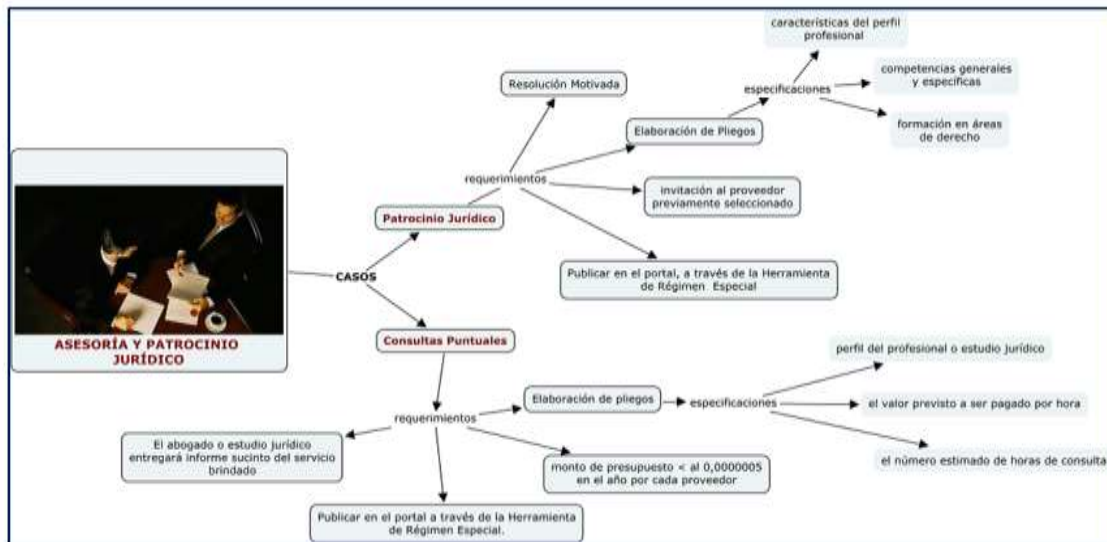 ASESORÍA Y PATROCINIO
JURÍDICO
CASOS
Patrocinio Jurídico
requerimientos
Resolución Motivada
Elaboración de Pliegos
especificaciones
características del perfil
profesional
competencias generales
y específicas
formación en áreas
de derecho
invitación al proveedor
previamente seleccionado
Publicar en el portal, a través de la Herramienta
de Régimen Especial
Consultas Puntuales
requerimientos
Elaboración de pliegos
especificaciones
perfil del profesional o estudio jurídico
el valor previsto a ser pagado por hora
el número estimado de horas de consulta
El abogado o estudio jurídico
entregará informe sucinto del servicio
brindado
monto de presupuesto < al 0,0000005
en el año por cada proveedor
Publicar en el portal a través de la Herramienta
de Régimen Especial.